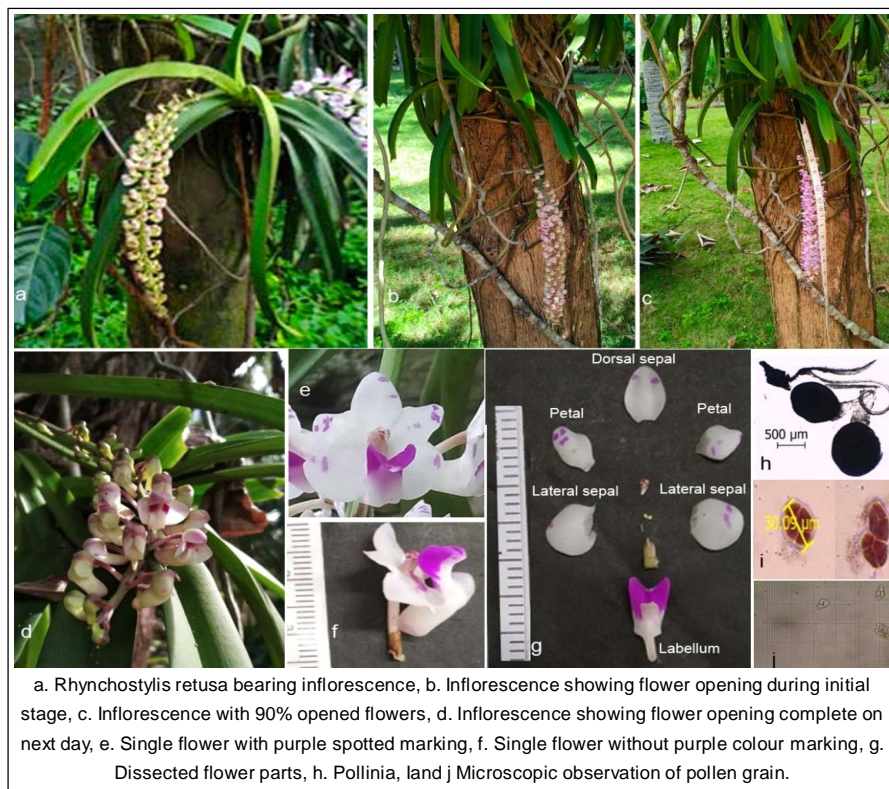 a
b
c
d
e
f
Dorsal sepal
Petal
Petal
Lateral sepal
Lateral sepal
Labellum
g
500 µm
h
30.09 µm
i
j
a. Rhynchostylis retusa bearing inflorescence, b. Inflorescence showing flower opening during initial
stage, c. Inflorescence with 90% opened flowers, d. Inflorescence showing flower opening complete on
next day, e. Single flower with purple spotted marking, f. Single flower without purple colour marking, g.
Dissected flower parts, h. Pollinia, Iand j Microscopic observation of pollen grain.